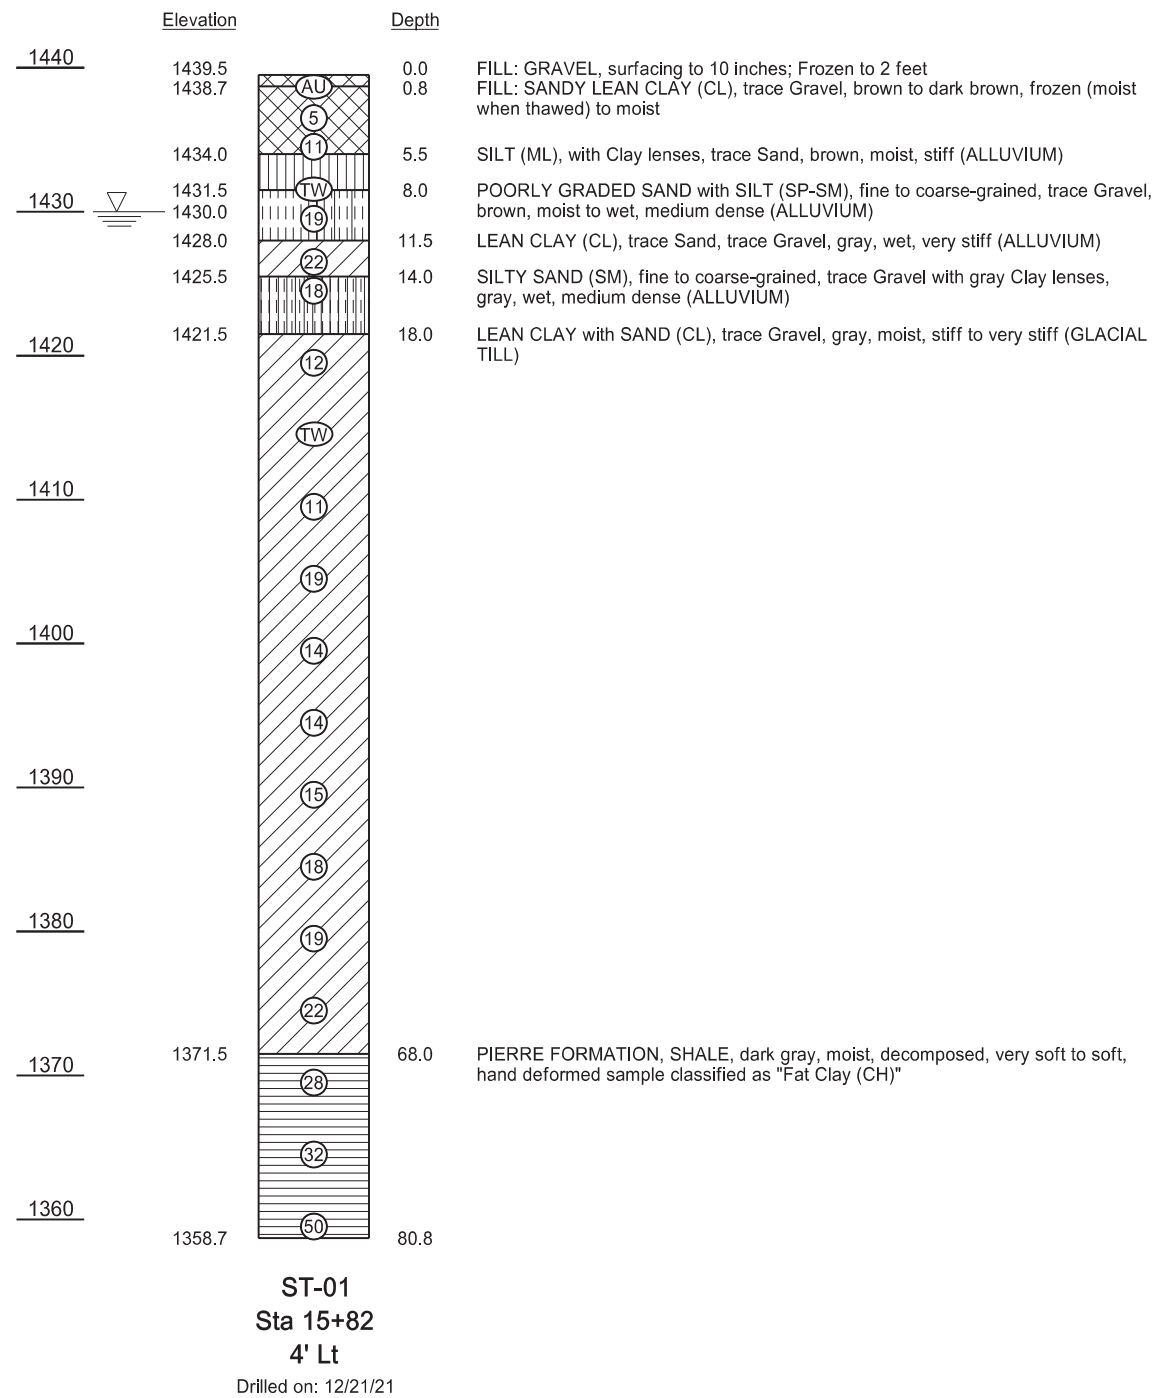 Elevation Depth
1440
1439.5 0.0 FILL: GRAVEL, surfacing to 10 inches; Frozen to 2 feet
1438.7 AU 0.8 FILL: SANDY LEAN CLAY (CL), trace Gravel, brown to dark brown, frozen (moist
when thawed) to moist
5
11
1434.0 5.5 SILT (ML), with Clay lenses, trace Sand, brown, moist, stiff (ALLUVIUM)
1431.5 TW 8.0 POORLY GRADED SAND with SILT (SP-SM), fine to coarse-grained, trace Gravel,
1430 1430.0 19 brown, moist to wet, medium dense (ALLUVIUM)
1428.0 11.5 LEAN CLAY (CL), trace Sand, trace Gravel, gray, wet, very stiff (ALLUVIUM)
22
1425.5 14.0 SILTY SAND (SM), fine to coarse-grained, trace Gravel with gray Clay lenses,
18 gray, wet, medium dense (ALLUVIUM)
1421.5 18.0 LEAN CLAY with SAND (CL), trace Gravel, gray, moist, stiff to very stiff (GLACIAL
1420 TILL)
12
TW
1410
11
19
1400
14
14
1390
15
18
1380
19
22
1371.5 68.0 PIERRE FORMATION, SHALE, dark gray, moist, decomposed, very soft to soft,
1370 hand deformed sample classified as "Fat Clay (CH)"
28
32
1360
50
1358.7 80.8
ST-01
Sta 15+82
4' Lt
Drilled on: 12/21/21